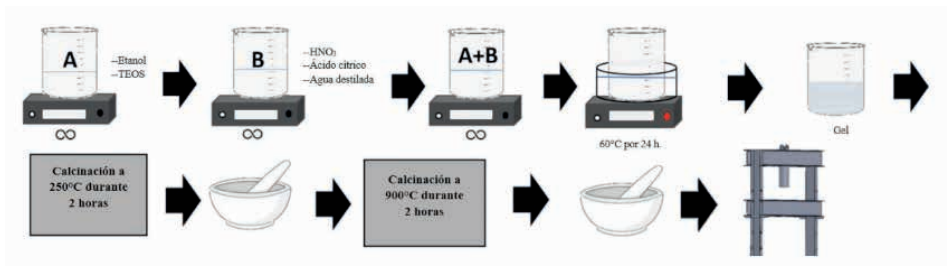 A
--Etanol
--TEOS
B
--HNO₃
--Ácido cítrico
--Agua destilada
A+B
60°C por 24 h.
Gel
∞
∞
∞
Calcinación a
250°C durante
2 horas
Calcinación a
900°C durante
2 horas